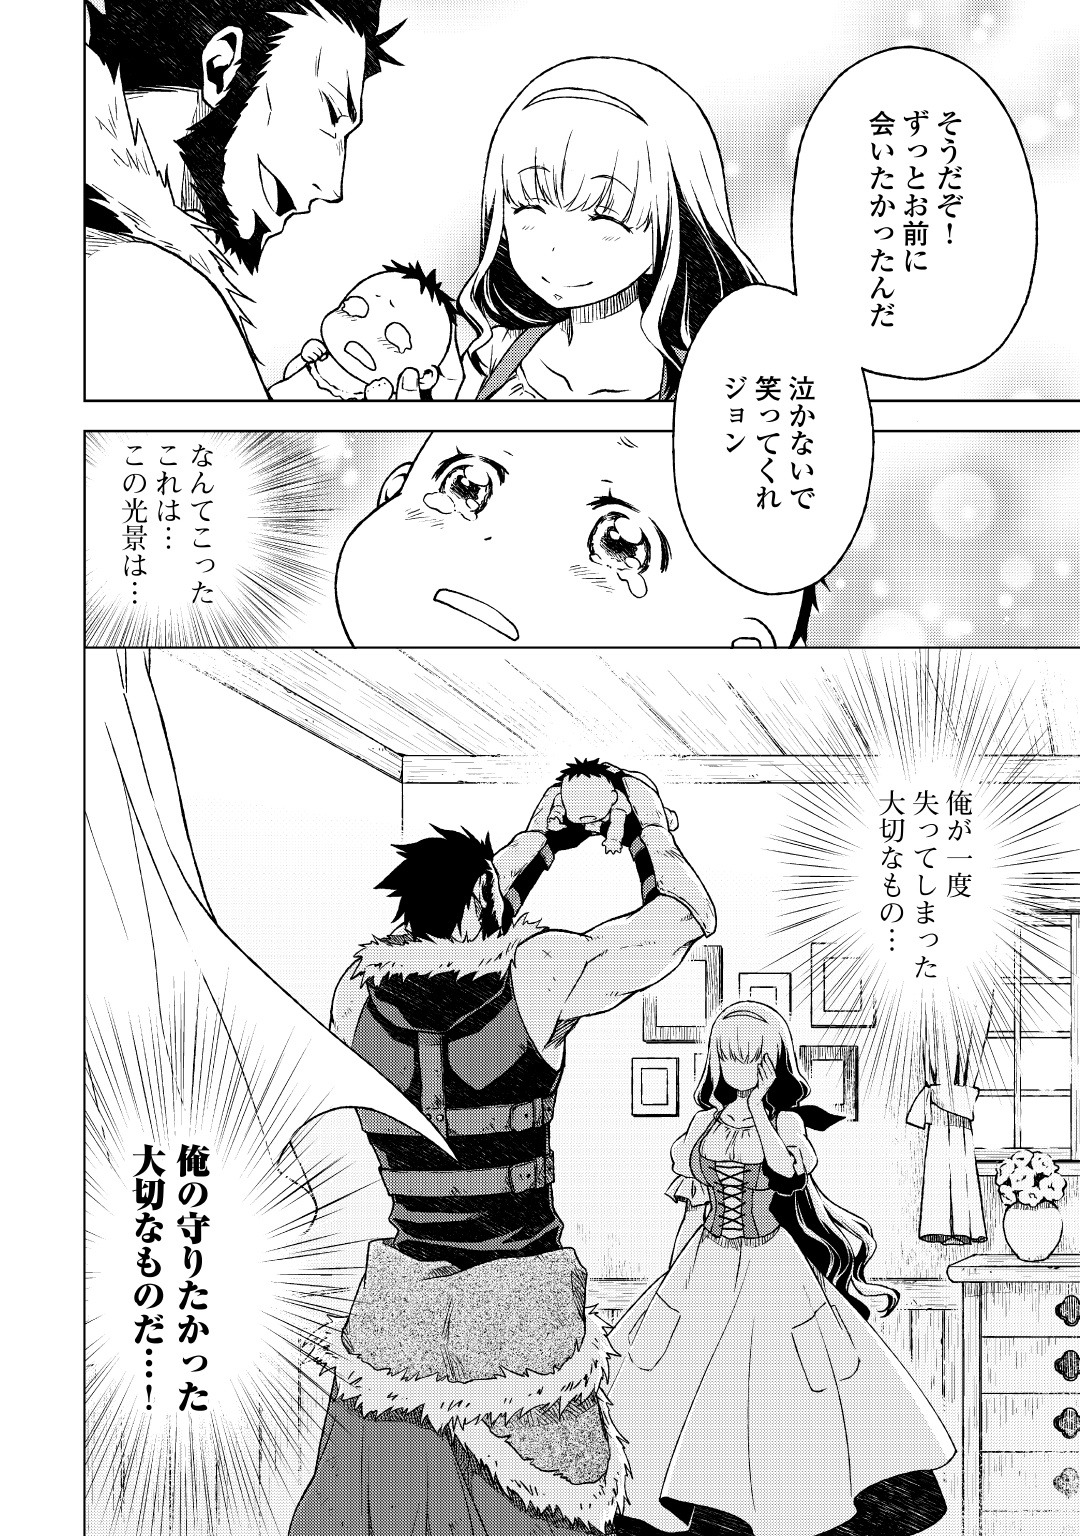 そうだぞ！
ずっとお前に
会いたかったんだ
泣かないで
笑ってくれ
ジョン
なんてこった
これは…
この光景は…
俺が一度
失ってしまった
大切なもの…
俺の守りたかった
大切なものだ…！